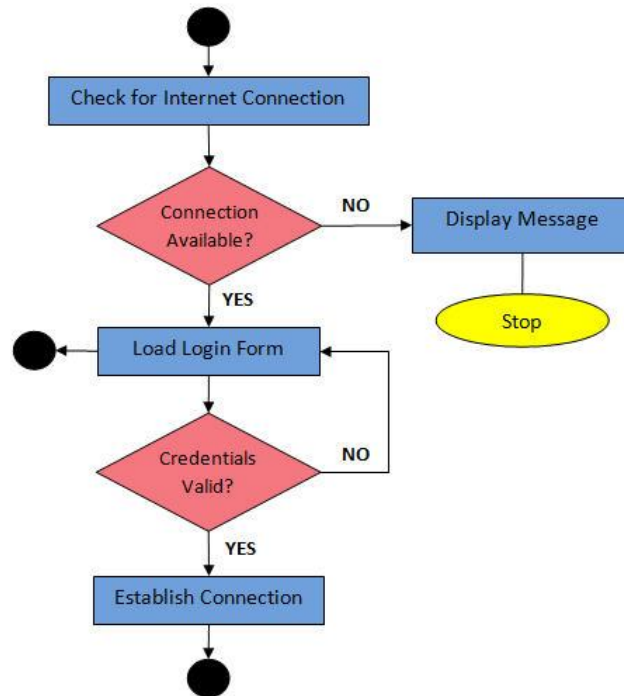 Check for Internet Connection
Connection
Available?
NO
Display Message
Stop
YES
Load Login Form
Credentials
Valid?
NO
YES
Establish Connection